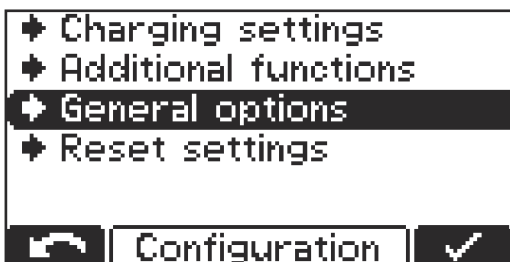 Charging settings
Additional functions
General options
Reset settings
Configuration